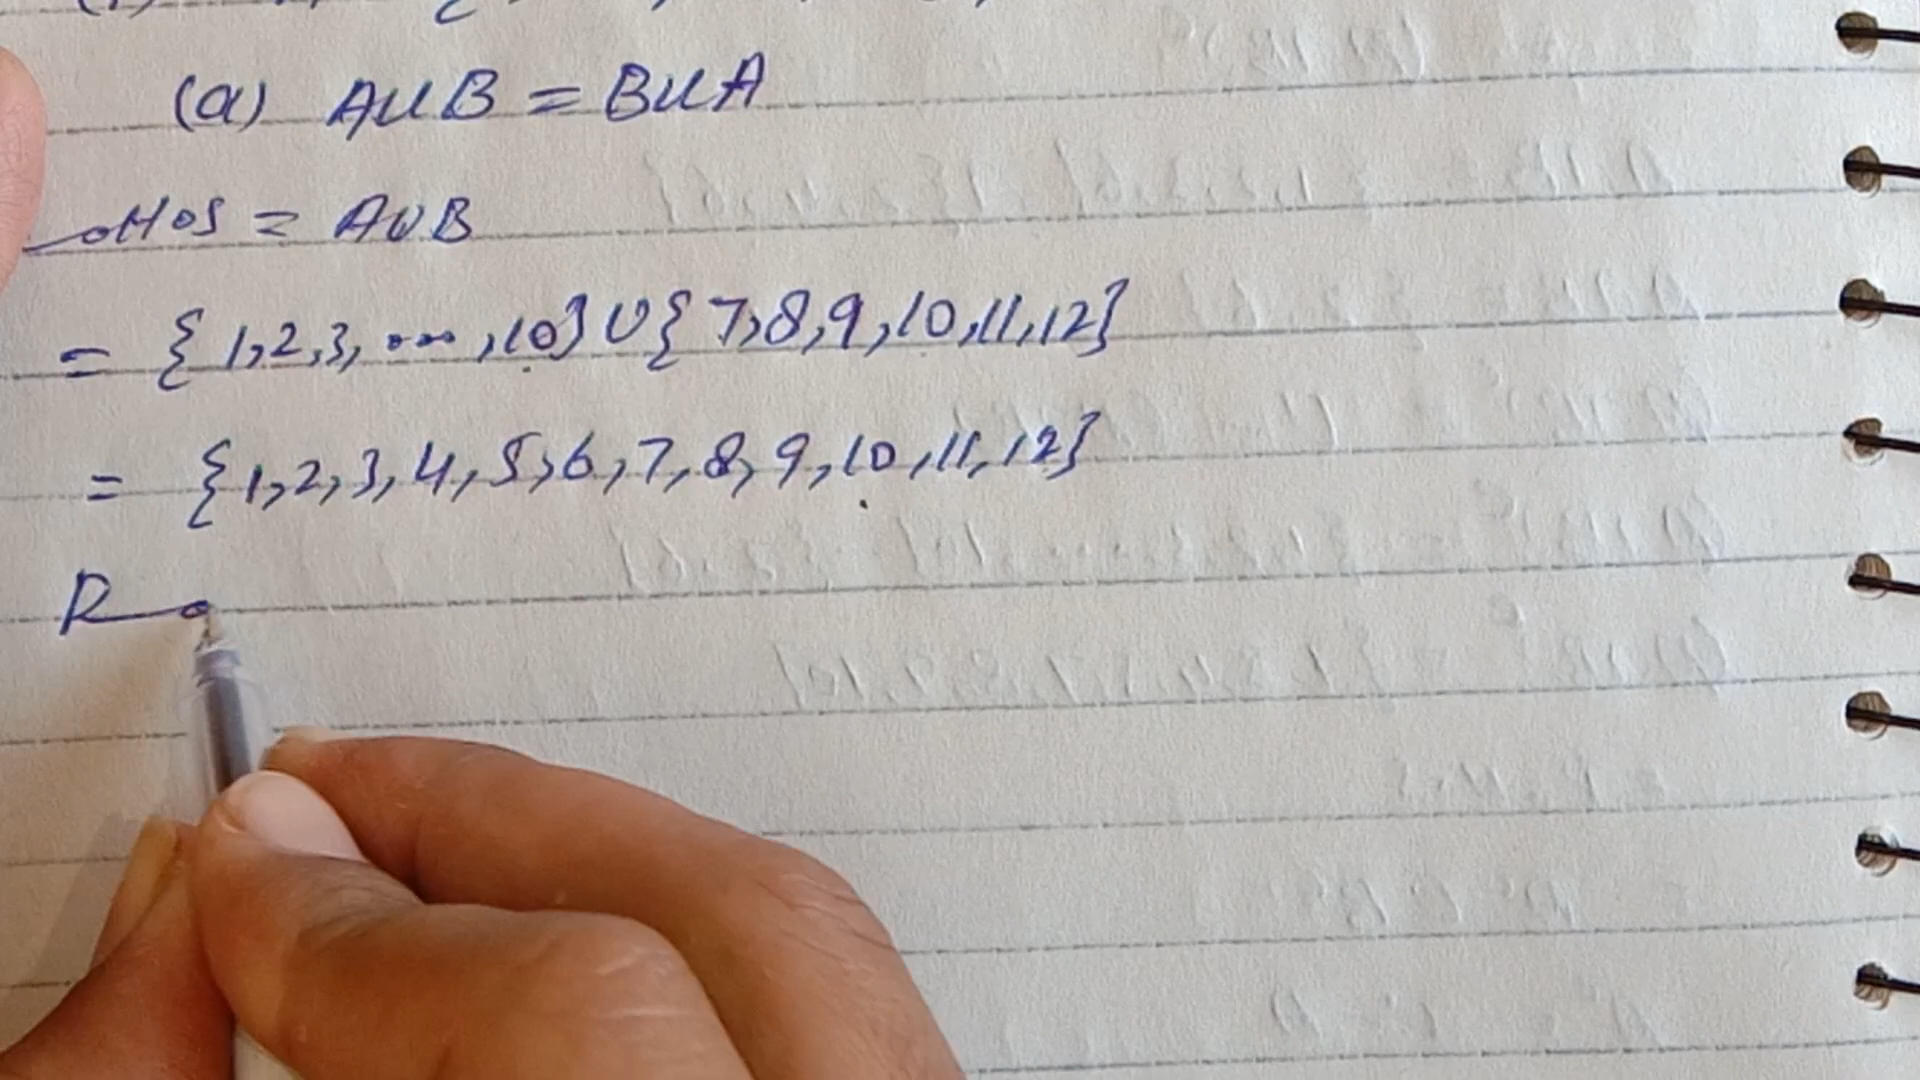 (a) A∪B = B∪A
LHS = A∪B
= {1,2,3, ...., 10} ∪ {7,8,9,10,11,12}
= {1,2,3,4,5,6,7,8,9,10,11,12}
R